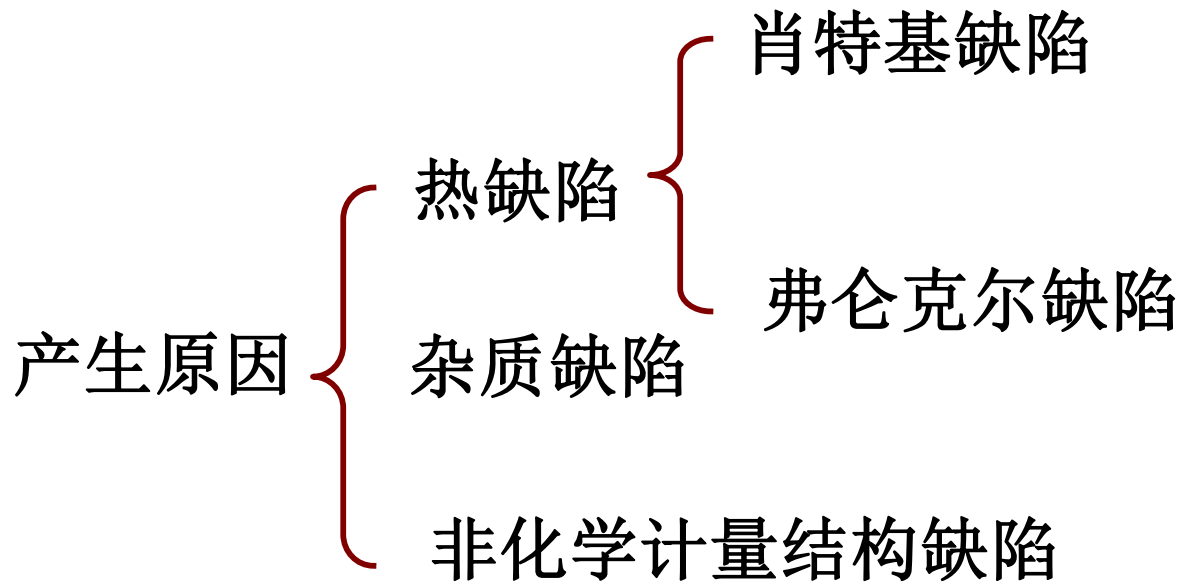 肖特基缺陷
热缺陷
弗仑克尔缺陷
产生原因
杂质缺陷
非化学计量结构缺陷